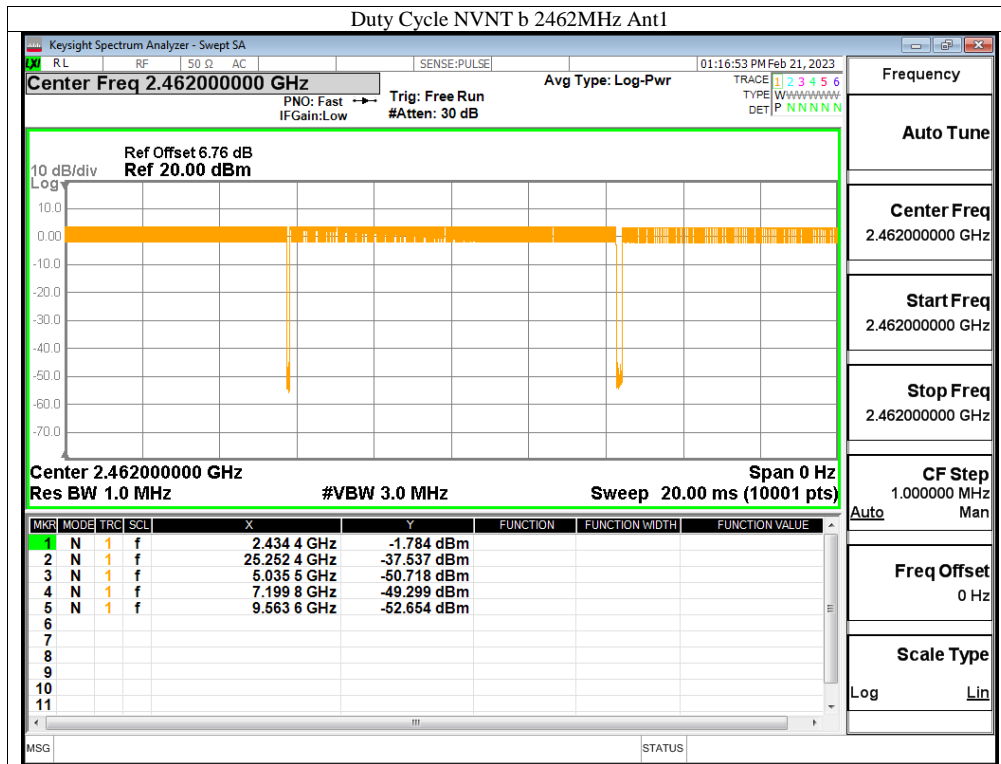 Duty Cycle NVNT b 2462MHz Ant1
Keysight Spectrum Analyzer - Swept SA
LXI RL RF 50 Ω AC SENSE:PULSE 01:16:53 PM Feb 21, 2023
Center Freq 2.462000000 GHz
PNO: Fast
IFGain:Low
Trig: Free Run
#Atten: 30 dB
Avg Type: Log-Pwr
TRACE 1 2 3 4 5 6
TYPE WWWWWWW
DET P N N N N N
Frequency
Auto Tune
Center Freq
2.462000000 GHz
Start Freq
2.462000000 GHz
Stop Freq
2.462000000 GHz
CF Step
1.000000 MHz
Auto Man
Freq Offset
0 Hz
Scale Type
Log Lin
Ref Offset 6.76 dB
10 dB/div Ref 20.00 dBm
Log
10.0
0.00
-10.0
-20.0
-30.0
-40.0
-50.0
-60.0
-70.0
Center 2.462000000 GHz Span 0 Hz
Res BW 1.0 MHz #VBW 3.0 MHz Sweep 20.00 ms (10001 pts)
MKR MODE TRC SCL X Y FUNCTION FUNCTION WIDTH FUNCTION VALUE
1 N 1 f 2.434 4 GHz -1.784 dBm
2 N 1 f 25.252 4 GHz -37.537 dBm
3 N 1 f 5.035 5 GHz -50.718 dBm
4 N 1 f 7.199 8 GHz -49.299 dBm
5 N 1 f 9.563 6 GHz -52.654 dBm
6
7
8
9
10
11
MSG STATUS